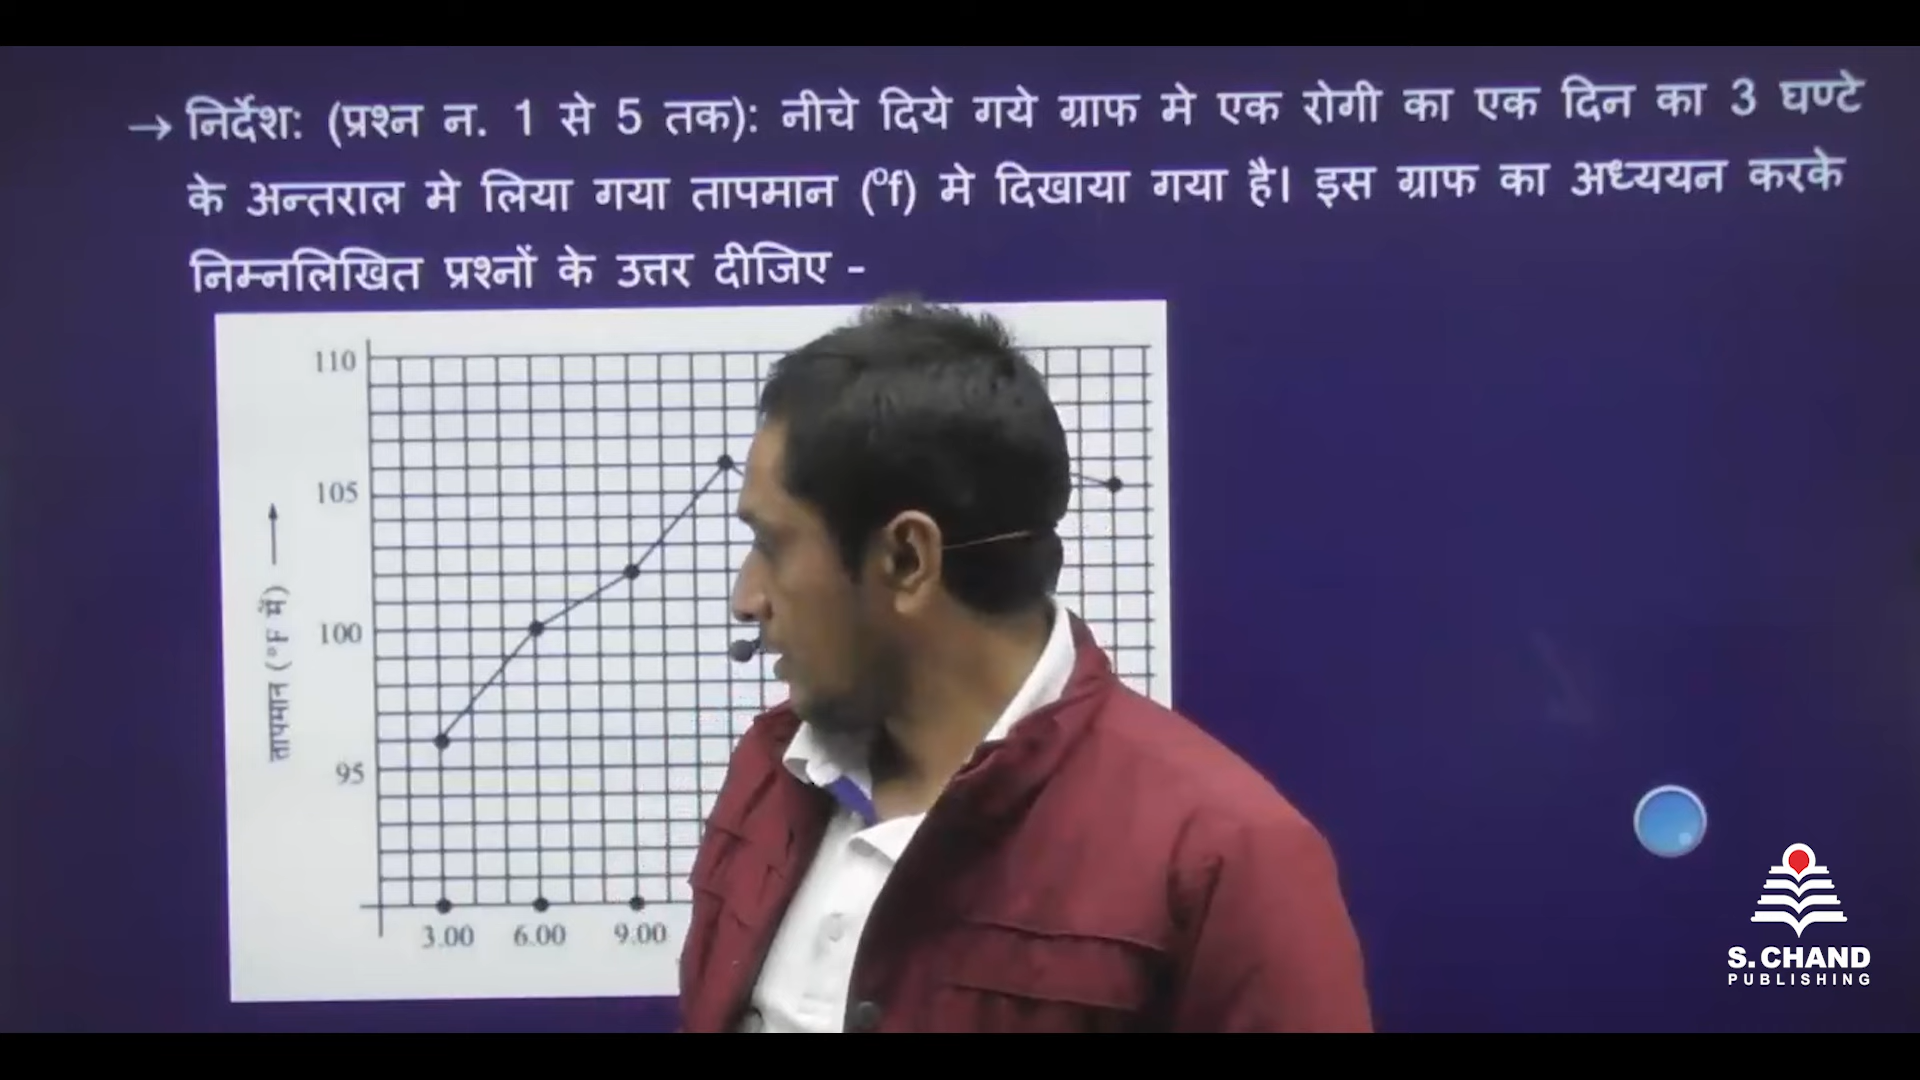 → निर्देश: (प्रश्न न. 1 से 5 तक): नीचे दिये गये ग्राफ मे एक रोगी का एक दिन का 3 घण्टे
के अन्तराल मे लिया गया तापमान (⁰f) मे दिखाया गया है। इस ग्राफ का अध्ययन करके
निम्नलिखित प्रश्नों के उत्तर दीजिए -
110
105
100
95
तापमान (°F में) →
3.00 6.00 9.00
S. CHAND
PUBLISHING